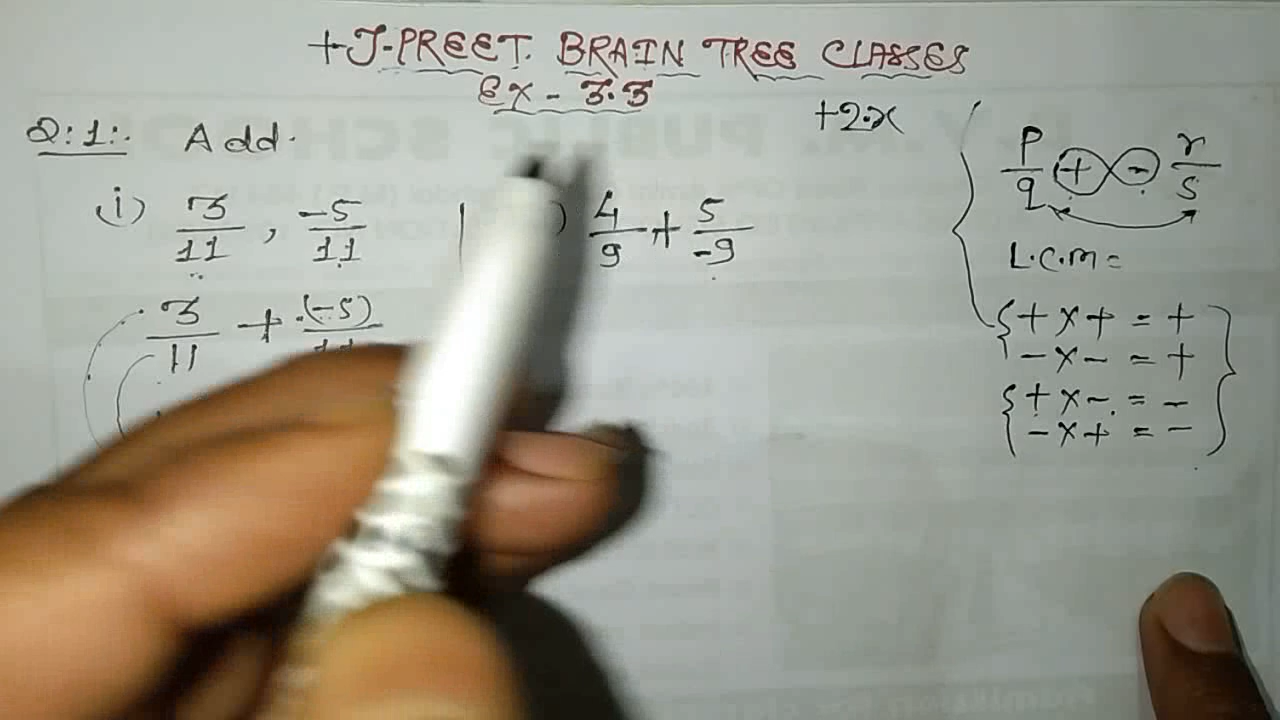 +J-PREET BRAIN TREE CLASSES
EX - 3.3
Q:1:. Add.
+2.x
i) 3/11 , -5/11
) 4/9 + 5/-9
3/11 + (-5)/11
p/q + - r/s
L.C.M =
+ x + = +
- x - = +
+ x - = -
- x + = -